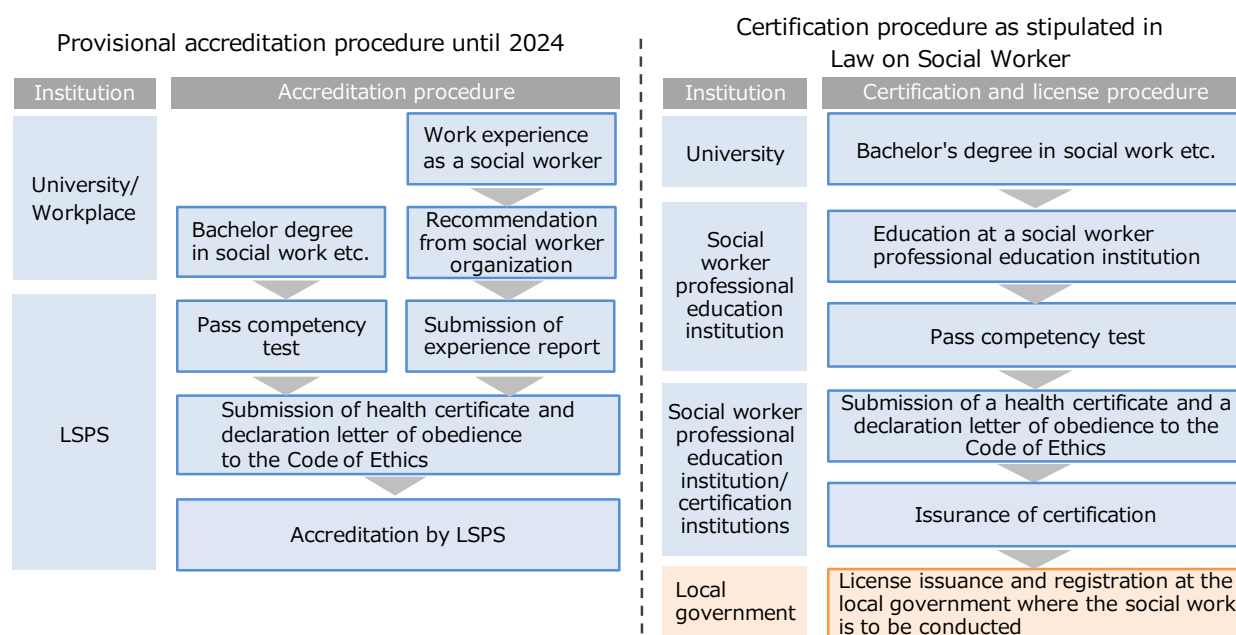 Provisional accreditation procedure until 2024
Institution
Accreditation procedure
University/
Workplace
Work experience
as a social worker
Bachelor degree
in social work etc.
Recommendation
from social worker
organization
LSPS
Pass competency
test
Submission of
experience report
Submission of health certificate and
declaration letter of obedience
to the Code of Ethics
Accreditation by LSPS
Certification procedure as stipulated in
Law on Social Worker
Institution
Certification and license procedure
University
Bachelor's degree in social work etc.
Social
worker
professional
education
institution
Education at a social worker
professional education institution
Pass competency test
Social worker
professional
education
institution/
certification
institutions
Submission of a health certificate and a
declaration letter of obedience to the
Code of Ethics
Issurance of certification
Local
government
License issuance and registration at the
local government where the social work
is to be conducted